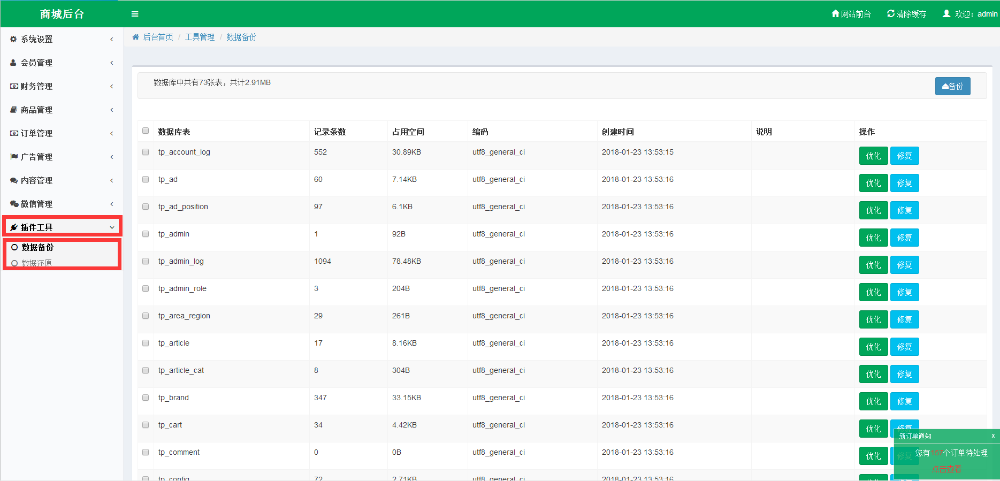 商城后台
网站前台 清除缓存 欢迎：admin
系统设置
会员管理
财务管理
商品管理
订单管理
广告管理
内容管理
微信管理
插件工具
数据备份
数据还原
后台首页 / 工具管理 / 数据备份
数据库中共有73张表，共计2.91MB
备份
数据库表 记录条数 占用空间 编码 创建时间 说明 操作
tp_account_log 552 30.89KB utf8_general_ci 2018-01-23 13:53:15 优化 修复
tp_ad 60 7.14KB utf8_general_ci 2018-01-23 13:53:16 优化 修复
tp_ad_position 97 6.1KB utf8_general_ci 2018-01-23 13:53:16 优化 修复
tp_admin 1 92B utf8_general_ci 2018-01-23 13:53:16 优化 修复
tp_admin_log 1094 78.48KB utf8_general_ci 2018-01-23 13:53:16 优化 修复
tp_admin_role 3 204B utf8_general_ci 2018-01-23 13:53:16 优化 修复
tp_area_region 29 261B utf8_general_ci 2018-01-23 13:53:16 优化 修复
tp_article 17 8.16KB utf8_general_ci 2018-01-23 13:53:16 优化 修复
tp_article_cat 8 304B utf8_general_ci 2018-01-23 13:53:16 优化 修复
tp_brand 347 33.15KB utf8_general_ci 2018-01-23 13:53:16 优化 修复
tp_cart 34 4.42KB utf8_general_ci 2018-01-23 13:53:16 优化 修复
tp_comment 0 0B utf8_general_ci 2018-01-23 13:53:16 优化 修复
tp_config 72 2.71KB utf8_general_ci 2018-01-23 13:53:16 优化
新订单通知 x
您有157个订单待处理
点击查看